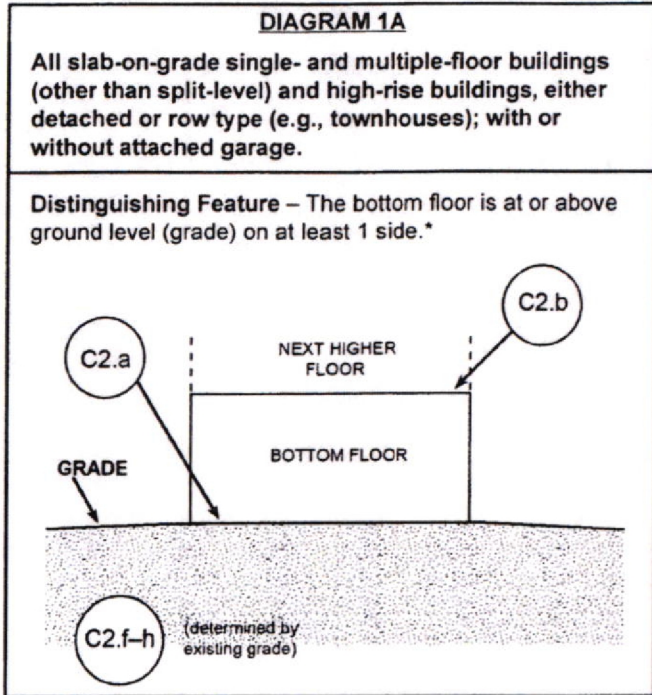 DIAGRAM 1A
All slab-on-grade single- and multiple-floor buildings
(other than split-level) and high-rise buildings, either
detached or row type (e.g., townhouses); with or
without attached garage.
Distinguishing Feature – The bottom floor is at or above
ground level (grade) on at least 1 side.*
C2.b
C2.a
NEXT HIGHER
FLOOR
BOTTOM FLOOR
GRADE
C2.f–h
(determined by
existing grade)